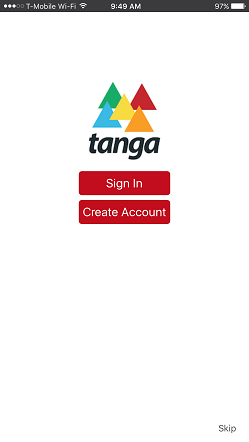 T-Mobile Wi-Fi 9:49 AM 97%
tanga
Sign In
Create Account
Skip